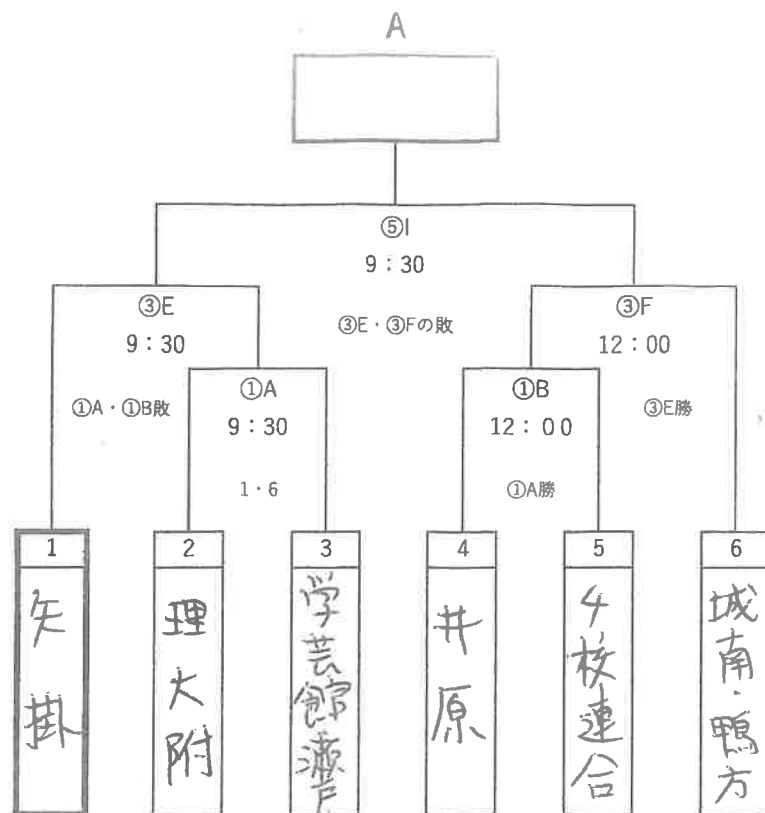 A
⑤I
9：30
③E・③Fの敗
③E
9：30
①A・①B敗
③F
12：00
③E勝
①A
9：30
1・6
①B
12：00
①A勝
1
2
3
4
5
6
矢掛
理大附
学芸館瀬戸
井原
4校連合
城南・鴨方